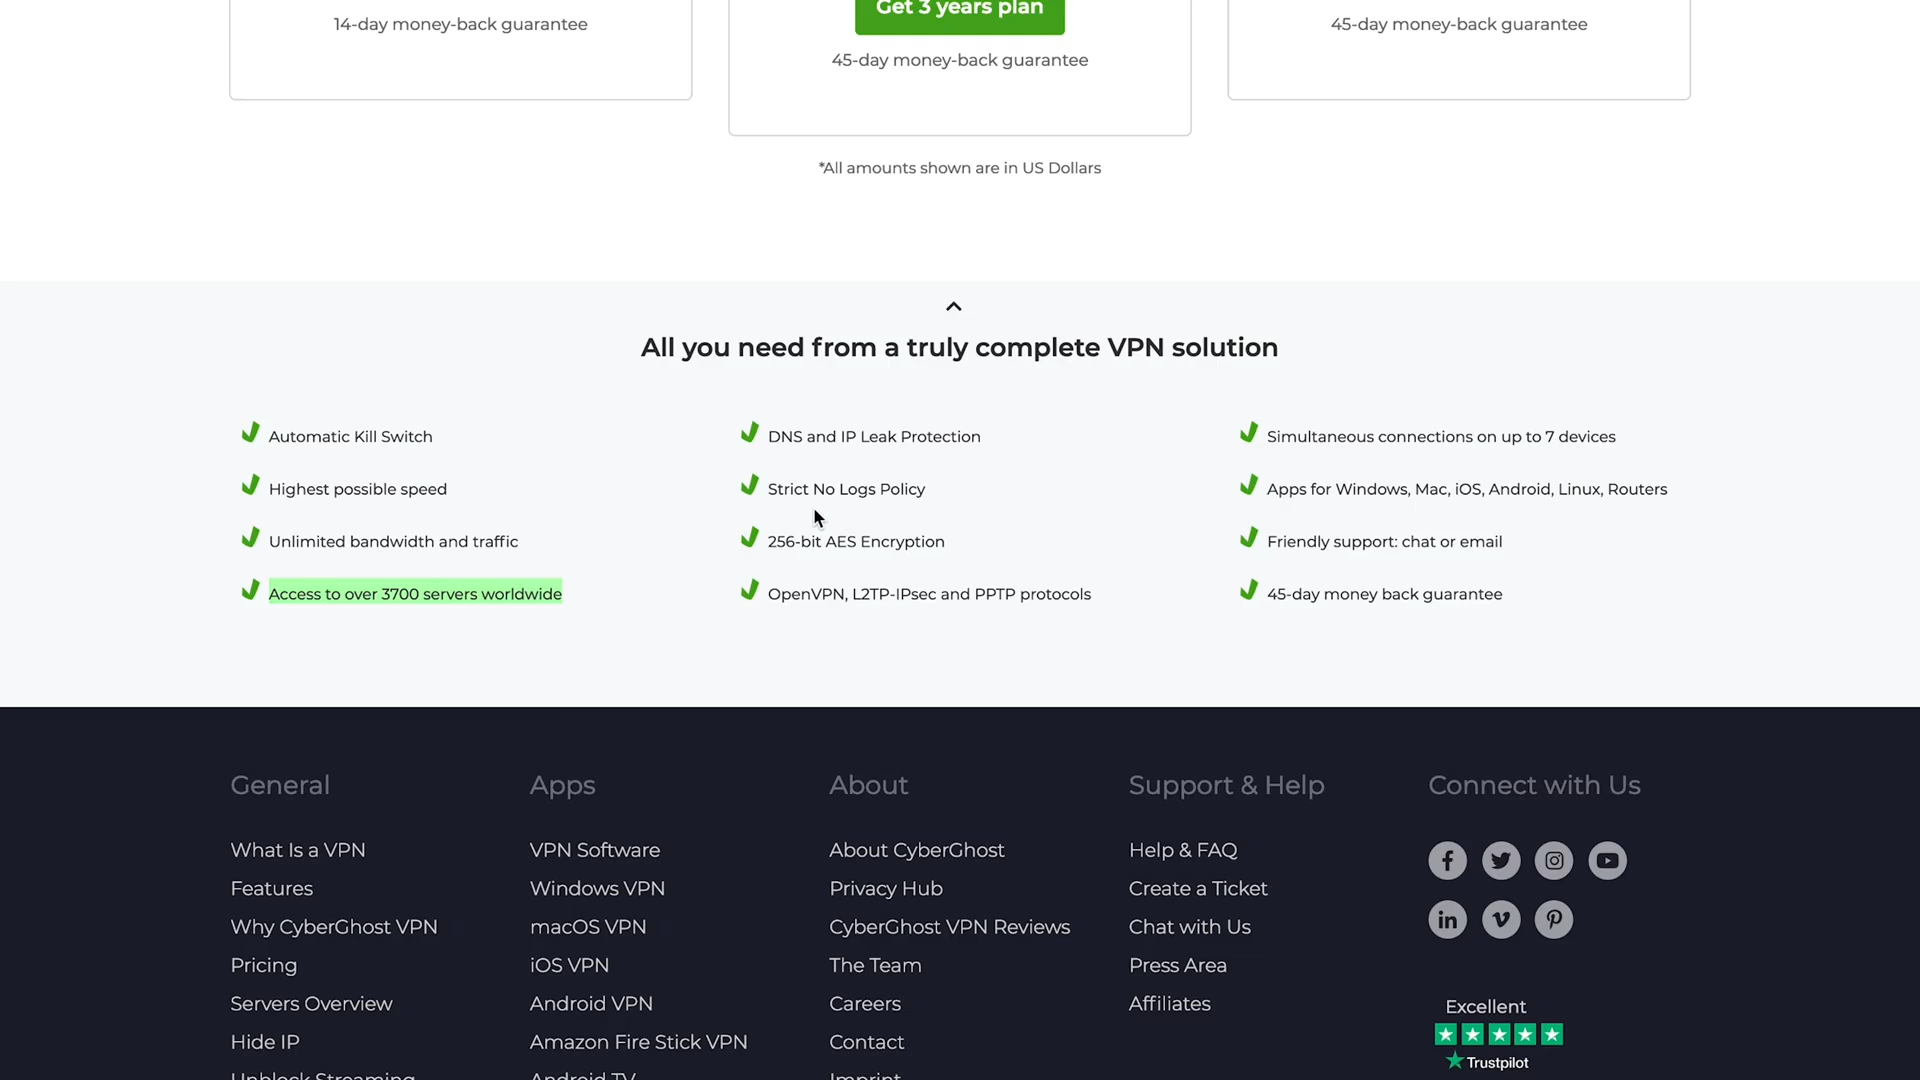 14-day money-back guarantee
Get 3 years plan
45-day money-back guarantee
45-day money-back guarantee
*All amounts shown are in US Dollars
All you need from a truly complete VPN solution
Automatic Kill Switch
Highest possible speed
Unlimited bandwidth and traffic
Access to over 3700 servers worldwide
DNS and IP Leak Protection
Strict No Logs Policy
256-bit AES Encryption
OpenVPN, L2TP-IPsec and PPTP protocols
Simultaneous connections on up to 7 devices
Apps for Windows, Mac, iOS, Android, Linux, Routers
Friendly support: chat or email
45-day money back guarantee
General
What Is a VPN
Features
Why CyberGhost VPN
Pricing
Servers Overview
Hide IP
Unblock Streaming
Apps
VPN Software
Windows VPN
macOS VPN
iOS VPN
Android VPN
Amazon Fire Stick VPN
Android TV
About
About CyberGhost
Privacy Hub
CyberGhost VPN Reviews
The Team
Careers
Contact
Imprint
Support & Help
Help & FAQ
Create a Ticket
Chat with Us
Press Area
Affiliates
Connect with Us
Excellent
Trustpilot